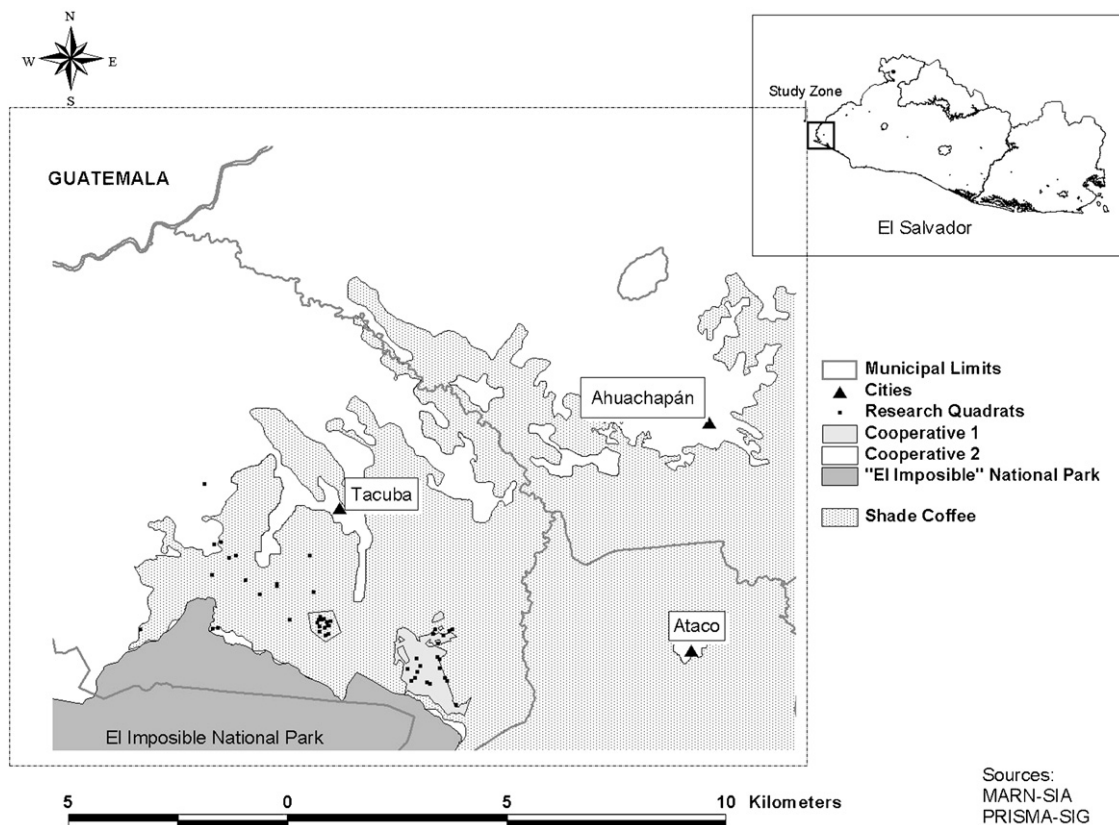 N
W E
S
Study Zone
El Salvador
GUATEMALA
Ahuachapán
Tacuba
Ataco
El Imposible National Park
Municipal Limits
Cities
Research Quadrats
Cooperative 1
Cooperative 2
"El Imposible" National Park
Shade Coffee
5 0 5 10 Kilometers
Sources:
MARN-SIA
PRISMA-SIG